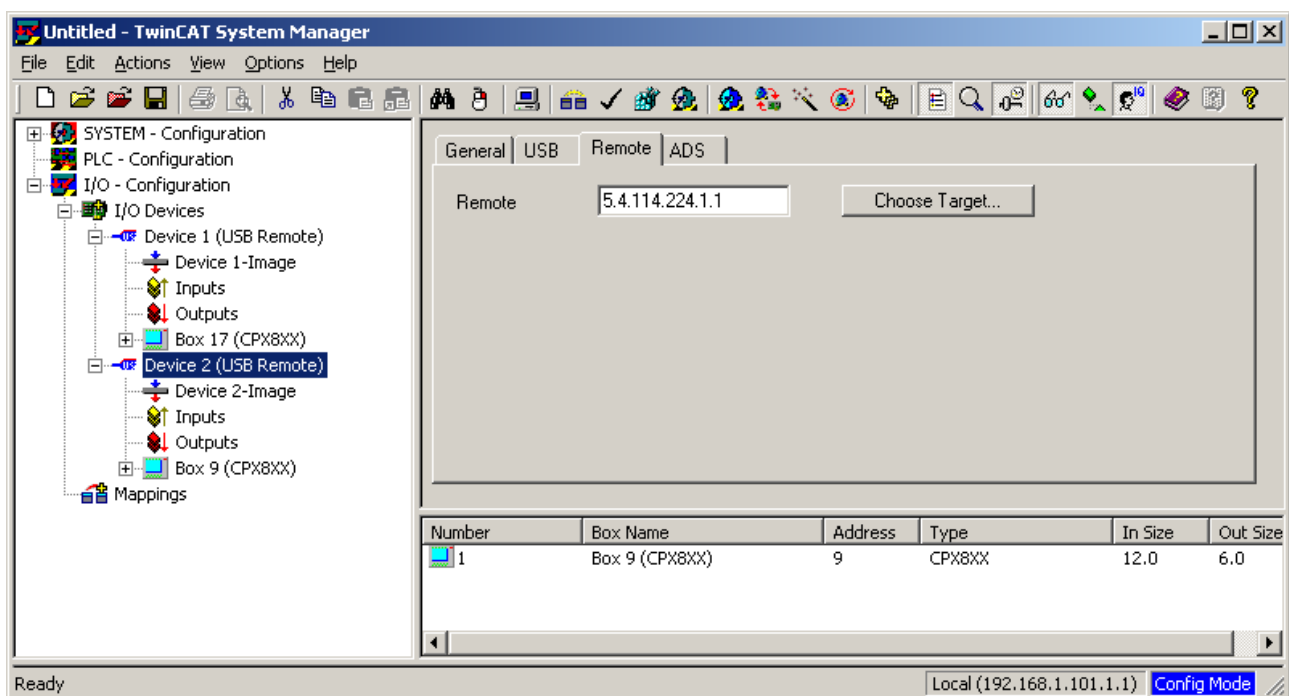 Untitled - TwinCAT System Manager
File Edit Actions View Options Help
SYSTEM - Configuration
PLC - Configuration
I/O - Configuration
I/O Devices
Device 1 (USB Remote)
Device 1-Image
Inputs
Outputs
Box 17 (CPX8XX)
Device 2 (USB Remote)
Device 2-Image
Inputs
Outputs
Box 9 (CPX8XX)
Mappings
General USB Remote ADS
Remote 5.4.114.224.1.1 Choose Target...
Number Box Name Address Type In Size Out Size
1 Box 9 (CPX8XX) 9 CPX8XX 12.0 6.0
Ready Local (192.168.1.101.1.1) Config Mode